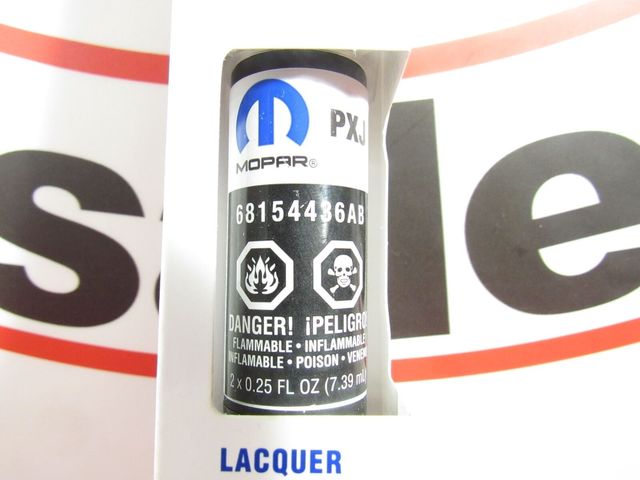 sale
PXJ
MOPAR®
68154436AB
DANGER! ¡PELIGRO
FLAMMABLE • INFLAMMABLE
INFLAMABLE • POISON •
2 x 0.25 FL OZ (7.39 mL)
LACQUER